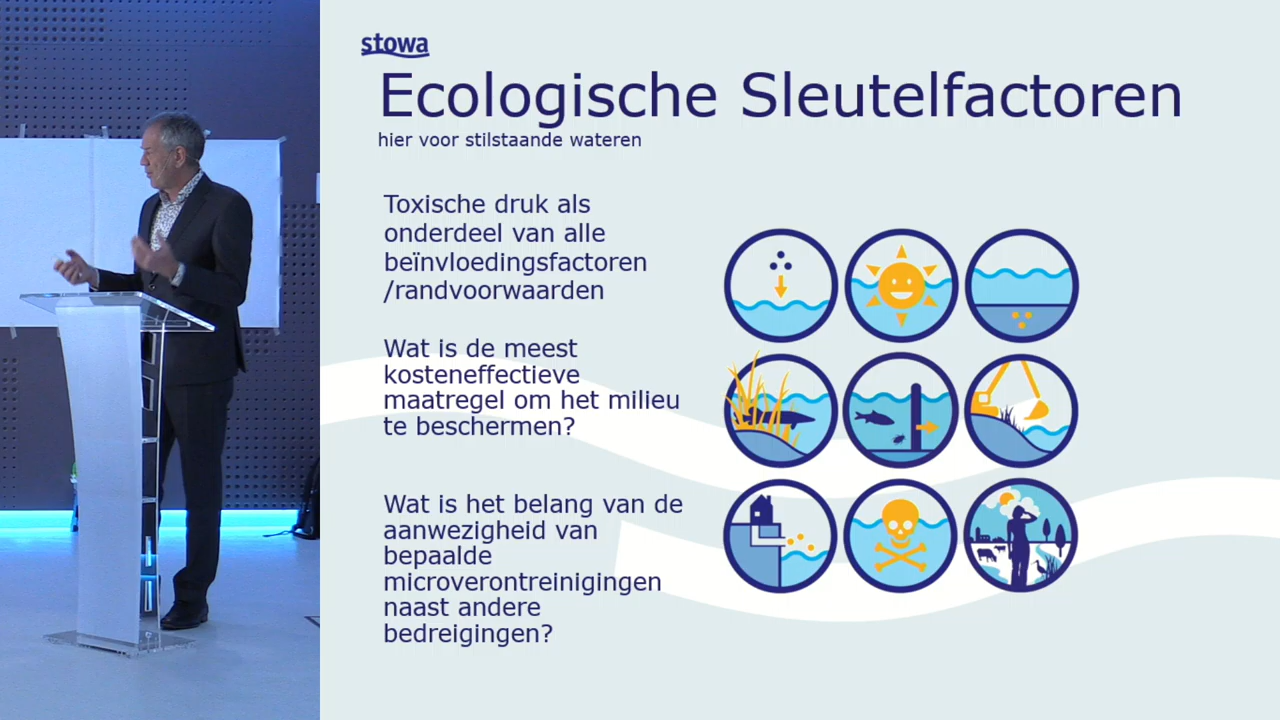 stowa
Ecologische Sleutelfactoren
hier voor stilstaande wateren
Toxische druk als
onderdeel van alle
beïnvloedingsfactoren
/randvoorwaarden
Wat is de meest
kosteneffectieve
maatregel om het milieu
te beschermen?
Wat is het belang van de
aanwezigheid van
bepaalde
microverontreinigingen
naast andere
bedreigingen?